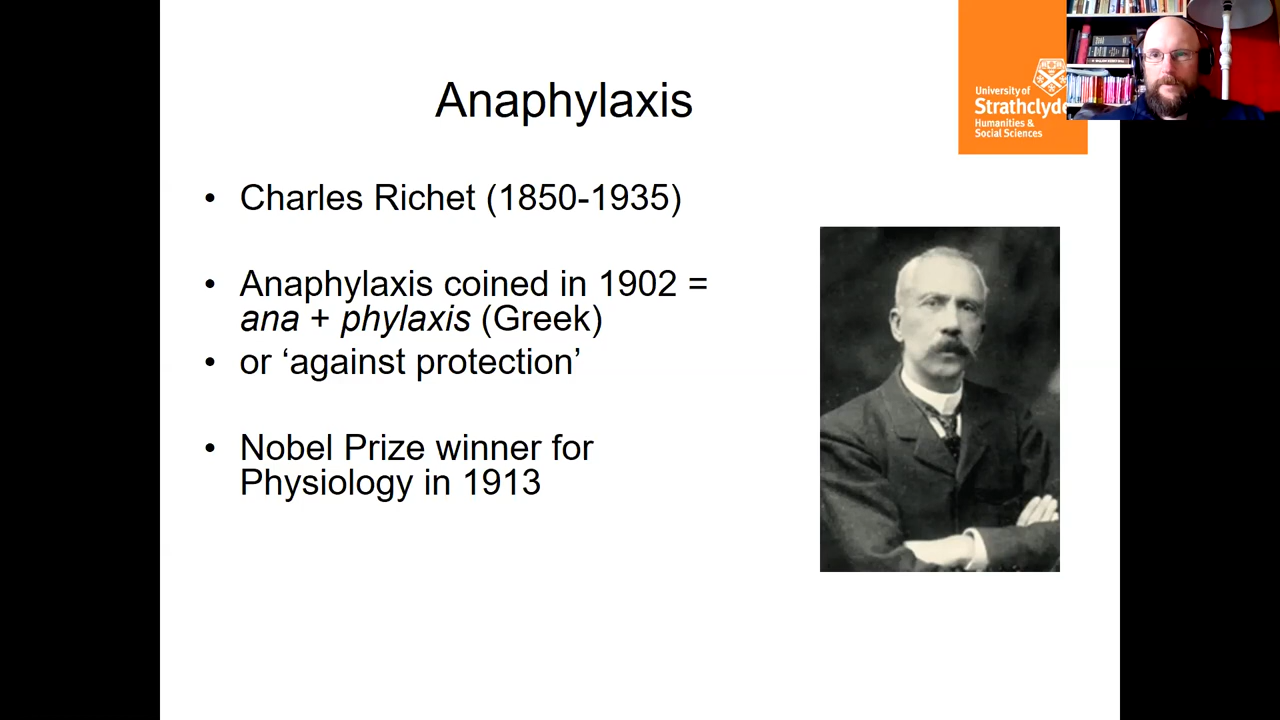 Anaphylaxis
University of
Strathclyde
Humanities &
Social Sciences
• Charles Richet (1850-1935)
• Anaphylaxis coined in 1902 =
ana + phylaxis (Greek)
• or ‘against protection’
• Nobel Prize winner for
Physiology in 1913